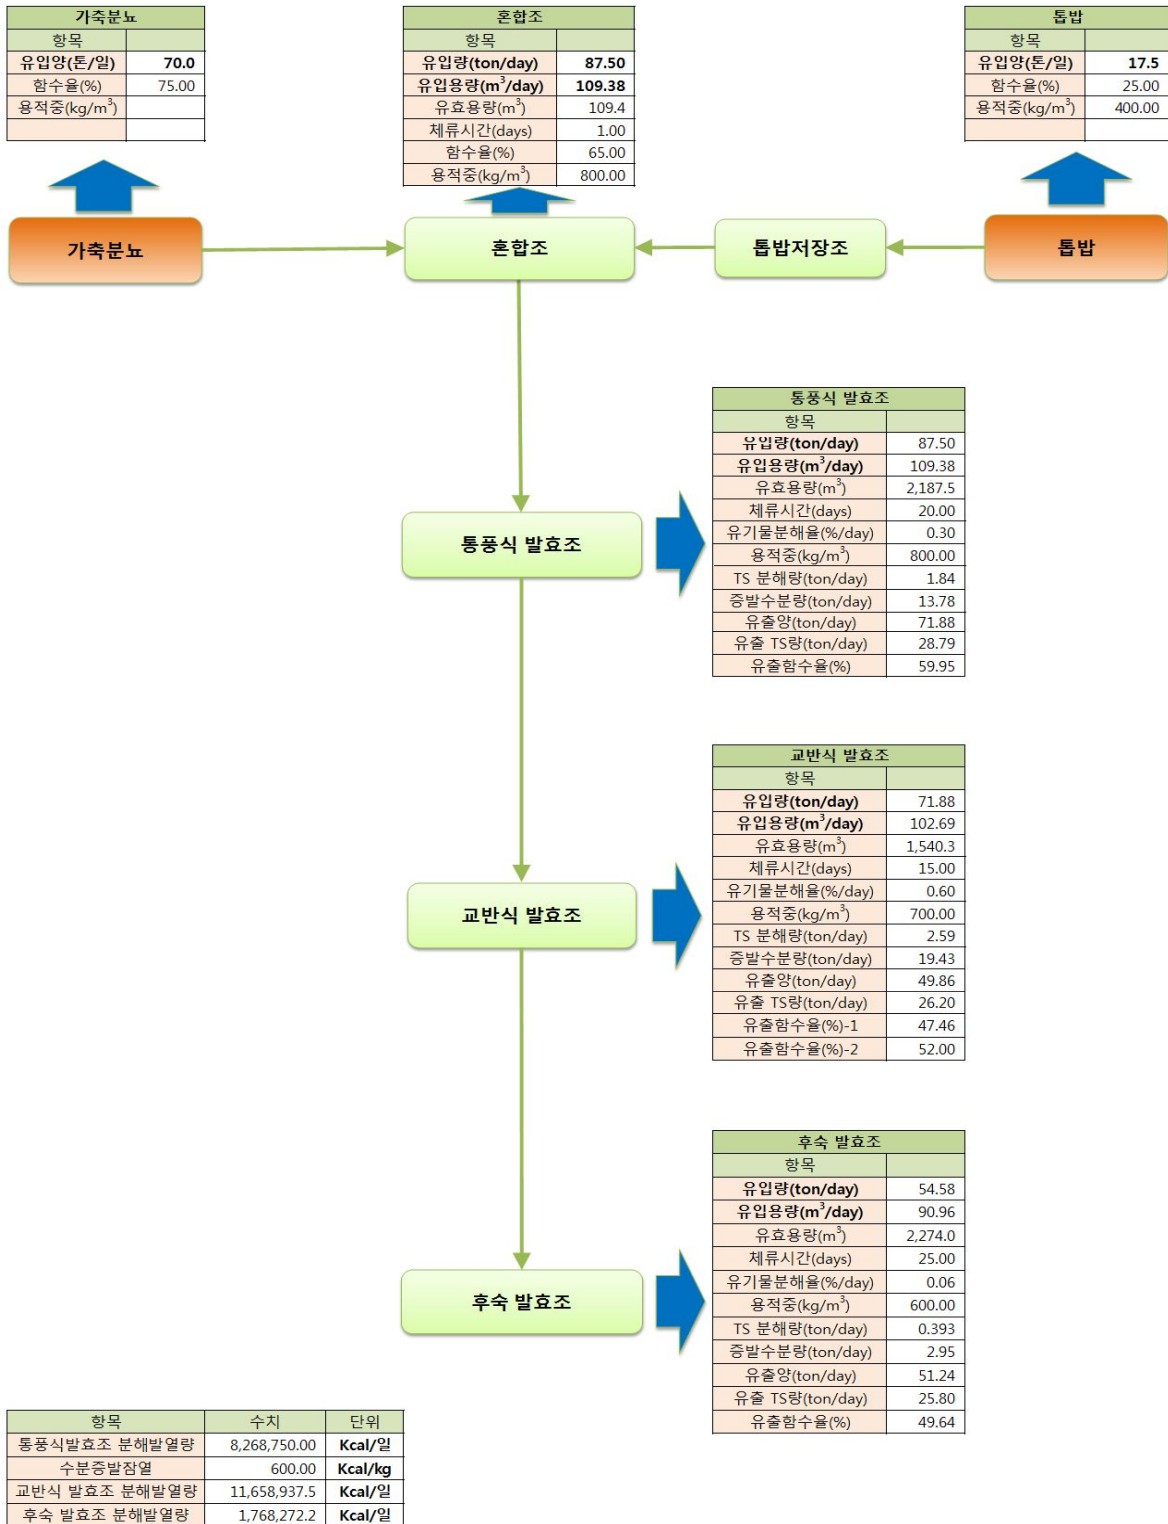 가축분뇨
항목
유입양(톤/일) 70.0
함수율(%) 75.00
용적중(kg/m³)
혼합조
항목
유입량(ton/day) 87.50
유입용량(m³/day) 109.38
유효용량(m³) 109.4
체류시간(days) 1.00
함수율(%) 65.00
용적중(kg/m³) 800.00
톱밥
항목
유입양(톤/일) 17.5
함수율(%) 25.00
용적중(kg/m³) 400.00
가축분뇨
혼합조
톱밥저장조
톱밥
통풍식 발효조
항목
유입량(ton/day) 87.50
유입용량(m³/day) 109.38
유효용량(m³) 2,187.5
체류시간(days) 20.00
유기물분해율(%/day) 0.30
용적중(kg/m³) 800.00
TS 분해량(ton/day) 1.84
증발수분량(ton/day) 13.78
유출양(ton/day) 71.88
유출 TS량(ton/day) 28.79
유출함수율(%) 59.95
통풍식 발효조
교반식 발효조
항목
유입량(ton/day) 71.88
유입용량(m³/day) 102.69
유효용량(m³) 1,540.3
체류시간(days) 15.00
유기물분해율(%/day) 0.60
용적중(kg/m³) 700.00
TS 분해량(ton/day) 2.59
증발수분량(ton/day) 19.43
유출양(ton/day) 49.86
유출 TS량(ton/day) 26.20
유출함수율(%)-1 47.46
유출함수율(%)-2 52.00
교반식 발효조
후숙 발효조
항목
유입량(ton/day) 54.58
유입용량(m³/day) 90.96
유효용량(m³) 2,274.0
체류시간(days) 25.00
유기물분해율(%/day) 0.06
용적중(kg/m³) 600.00
TS 분해량(ton/day) 0.393
증발수분량(ton/day) 2.95
유출양(ton/day) 51.24
유출 TS량(ton/day) 25.80
유출함수율(%) 49.64
후숙 발효조
항목 수치 단위
통풍식발효조 분해발열량 8,268,750.00 Kcal/일
수분증발잠열 600.00 Kcal/kg
교반식 발효조 분해발열량 11,658,937.5 Kcal/일
후숙 발효조 분해발열량 1,768,272.2 Kcal/일